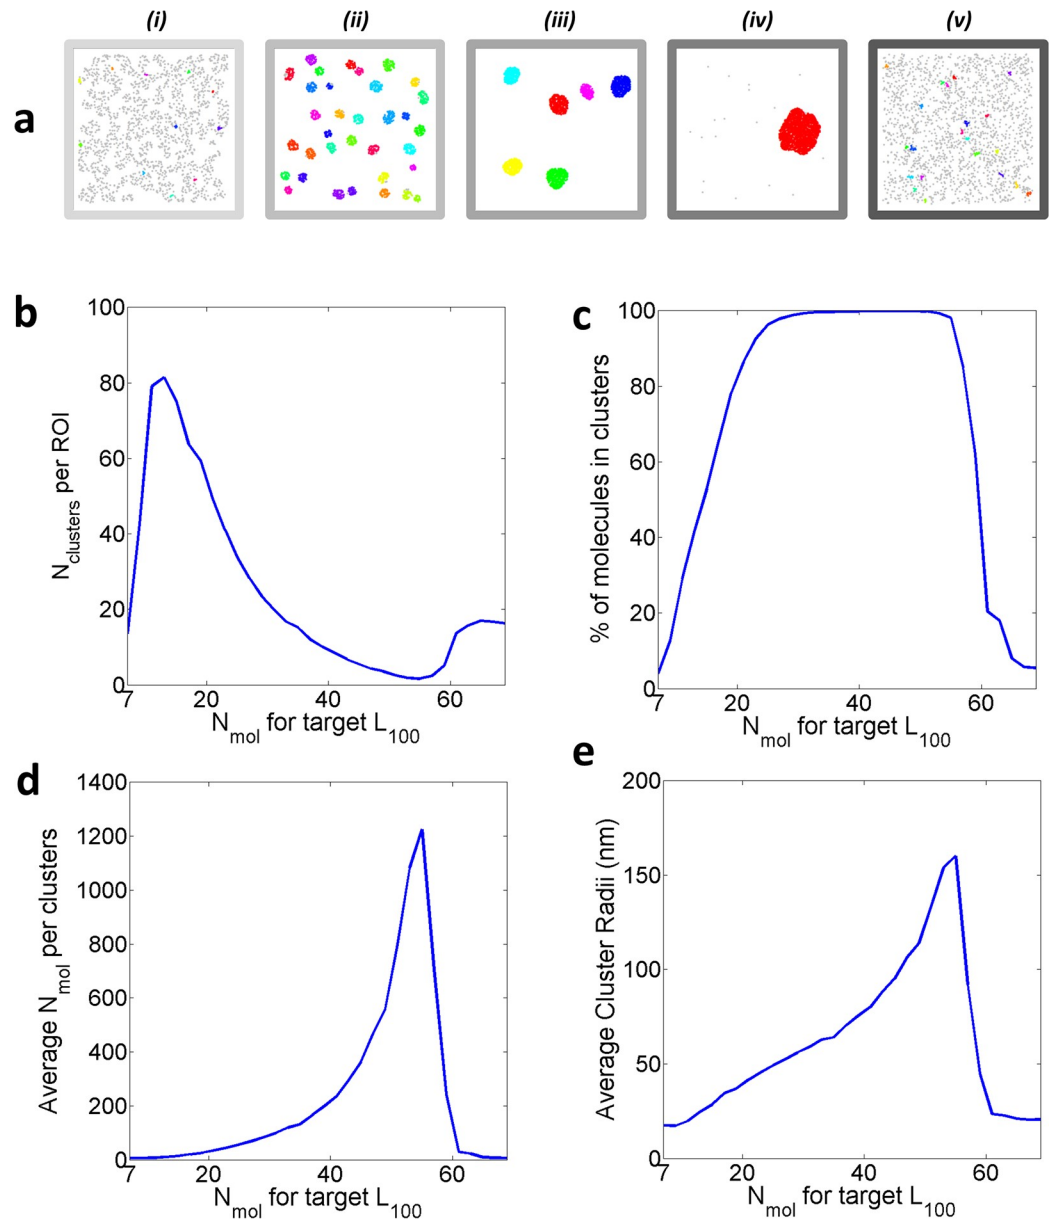 (i) (ii) (iii) (iv) (v)
a
b
100
80
60
40
20
0
7 20 40 60
N_clusters per ROI
N_mol for target L_100
c
100
80
60
40
20
0
7 20 40 60
% of molecules in clusters
N_mol for target L_100
d
1400
1200
1000
800
600
400
200
0
7 20 40 60
Average N_mol per clusters
N_mol for target L_100
e
200
150
100
50
0
7 20 40 60
Average Cluster Radii (nm)
N_mol for target L_100